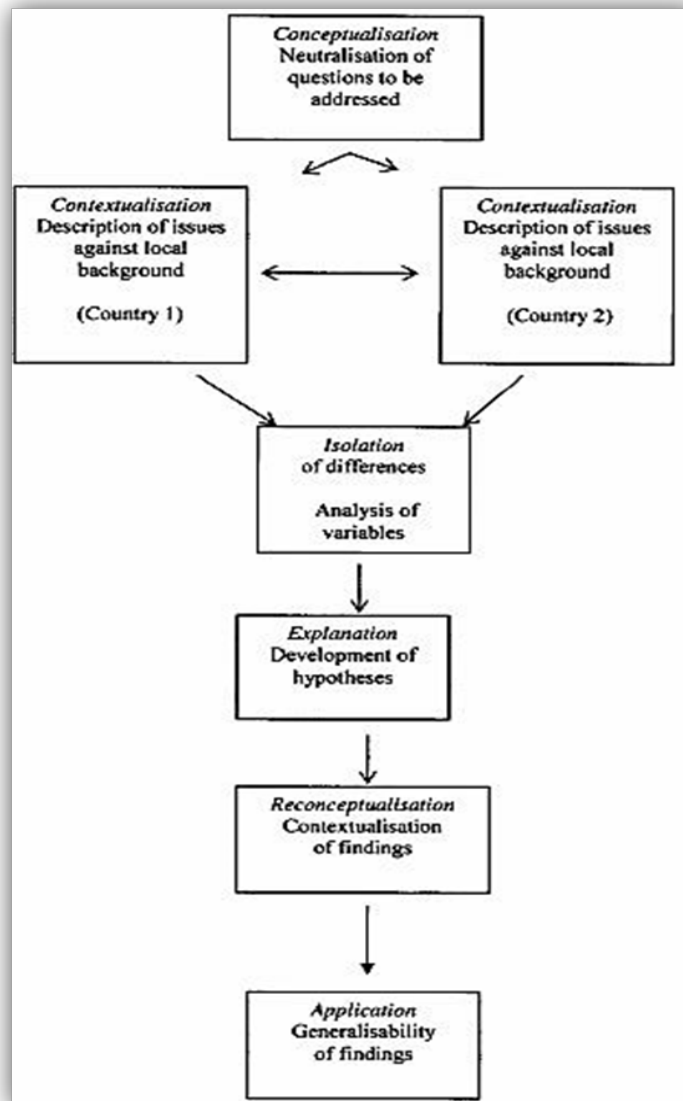 Conceptualisation
Neutralisation of
questions to be
addressed
Contextualisation
Description of issues
against local
background
(Country 1)
Contextualisation
Description of issues
against local
background
(Country 2)
Isolation
of differences
Analysis of
variables
Explanation
Development of
hypotheses
Reconceptualisation
Contextualisation
of findings
Application
Generalisability
of findings